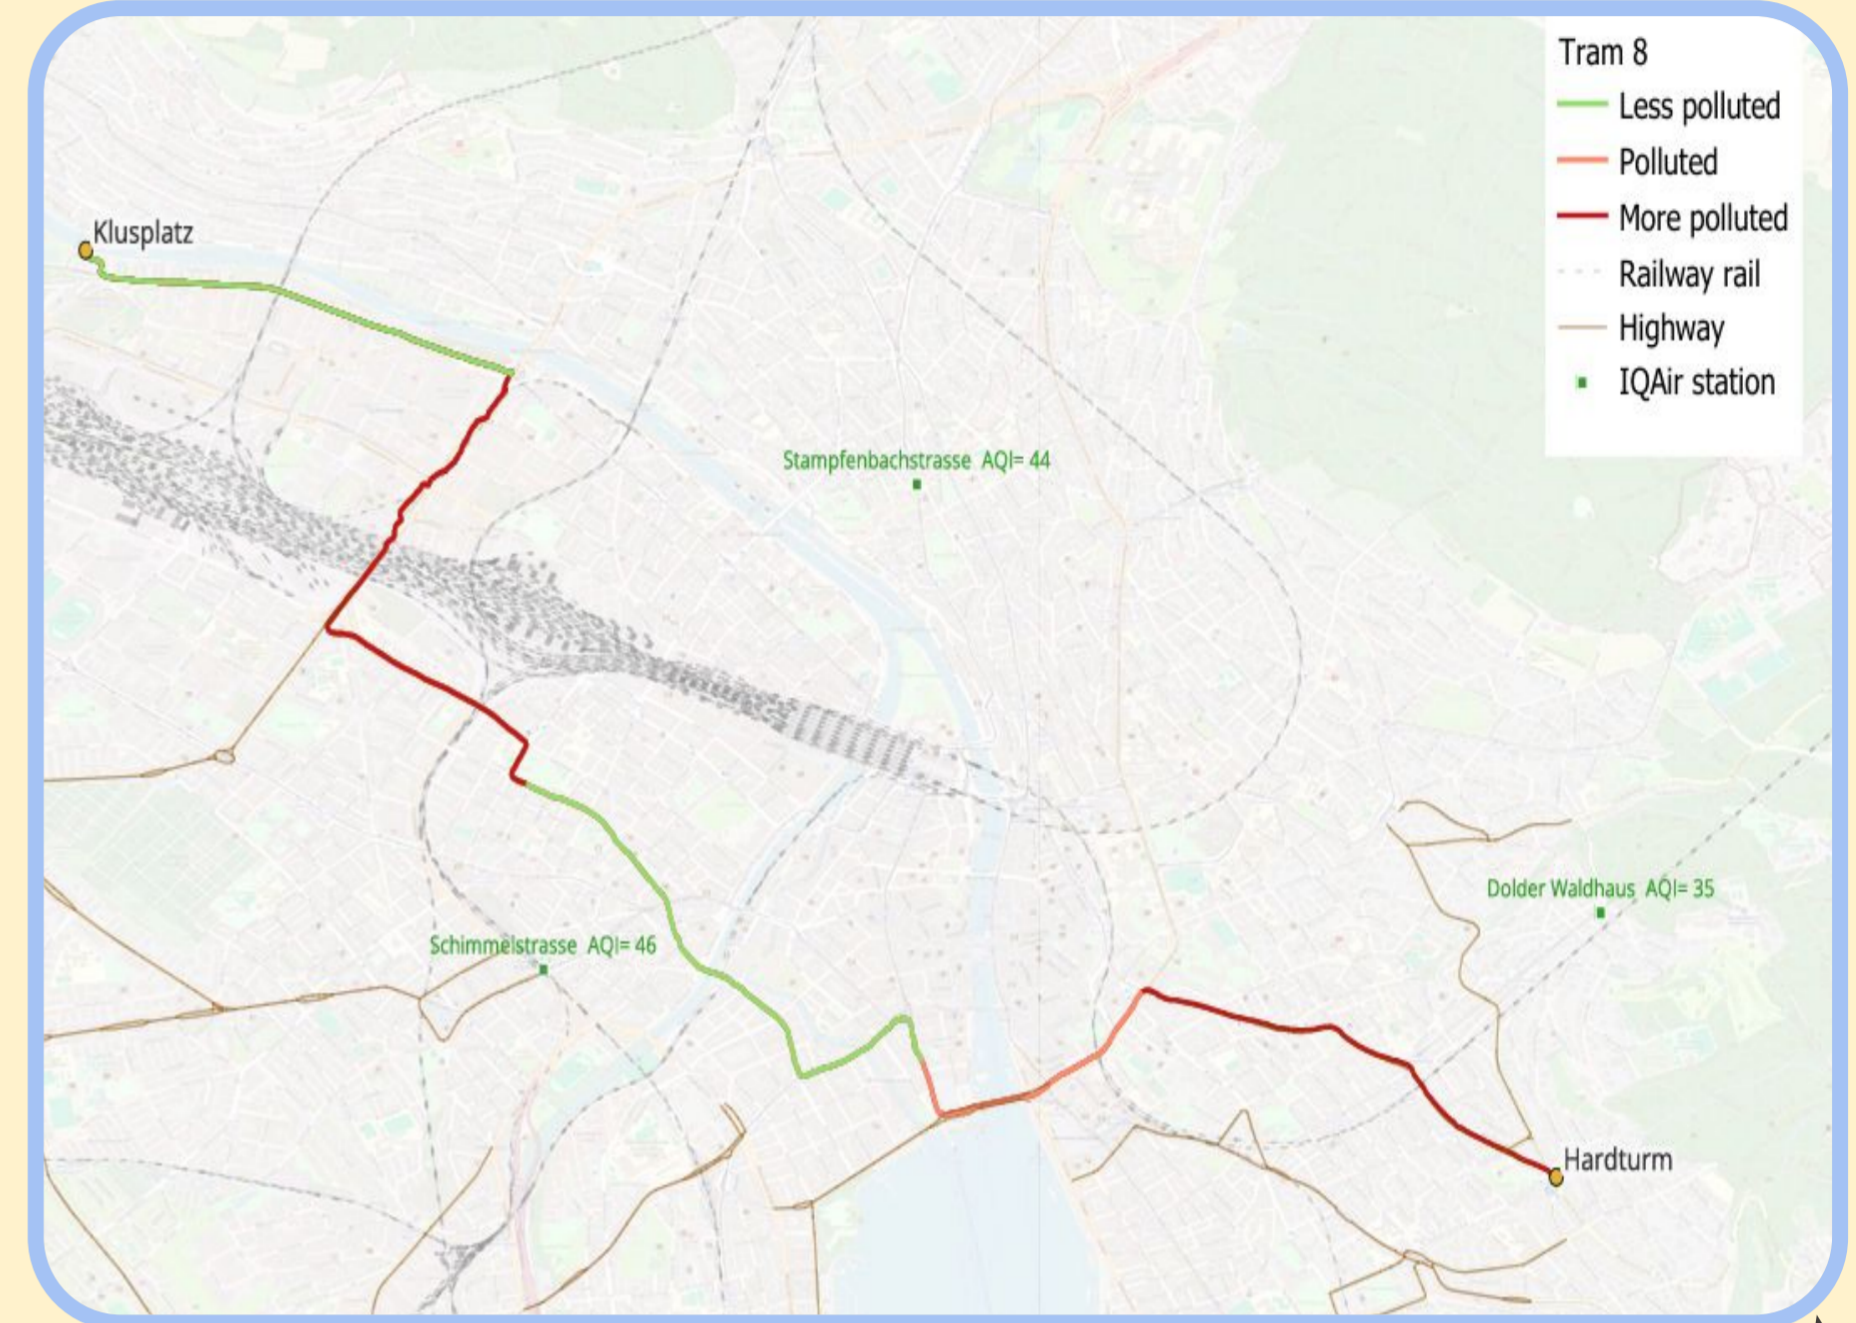 Tram 8
Less polluted
Polluted
More polluted
Railway rail
Highway
IQAir station
Klusplatz
Stampfenbachstrasse AQI= 44
Dolder Waldhaus AQI= 35
Schimmelstrasse AQI= 46
Hardturm